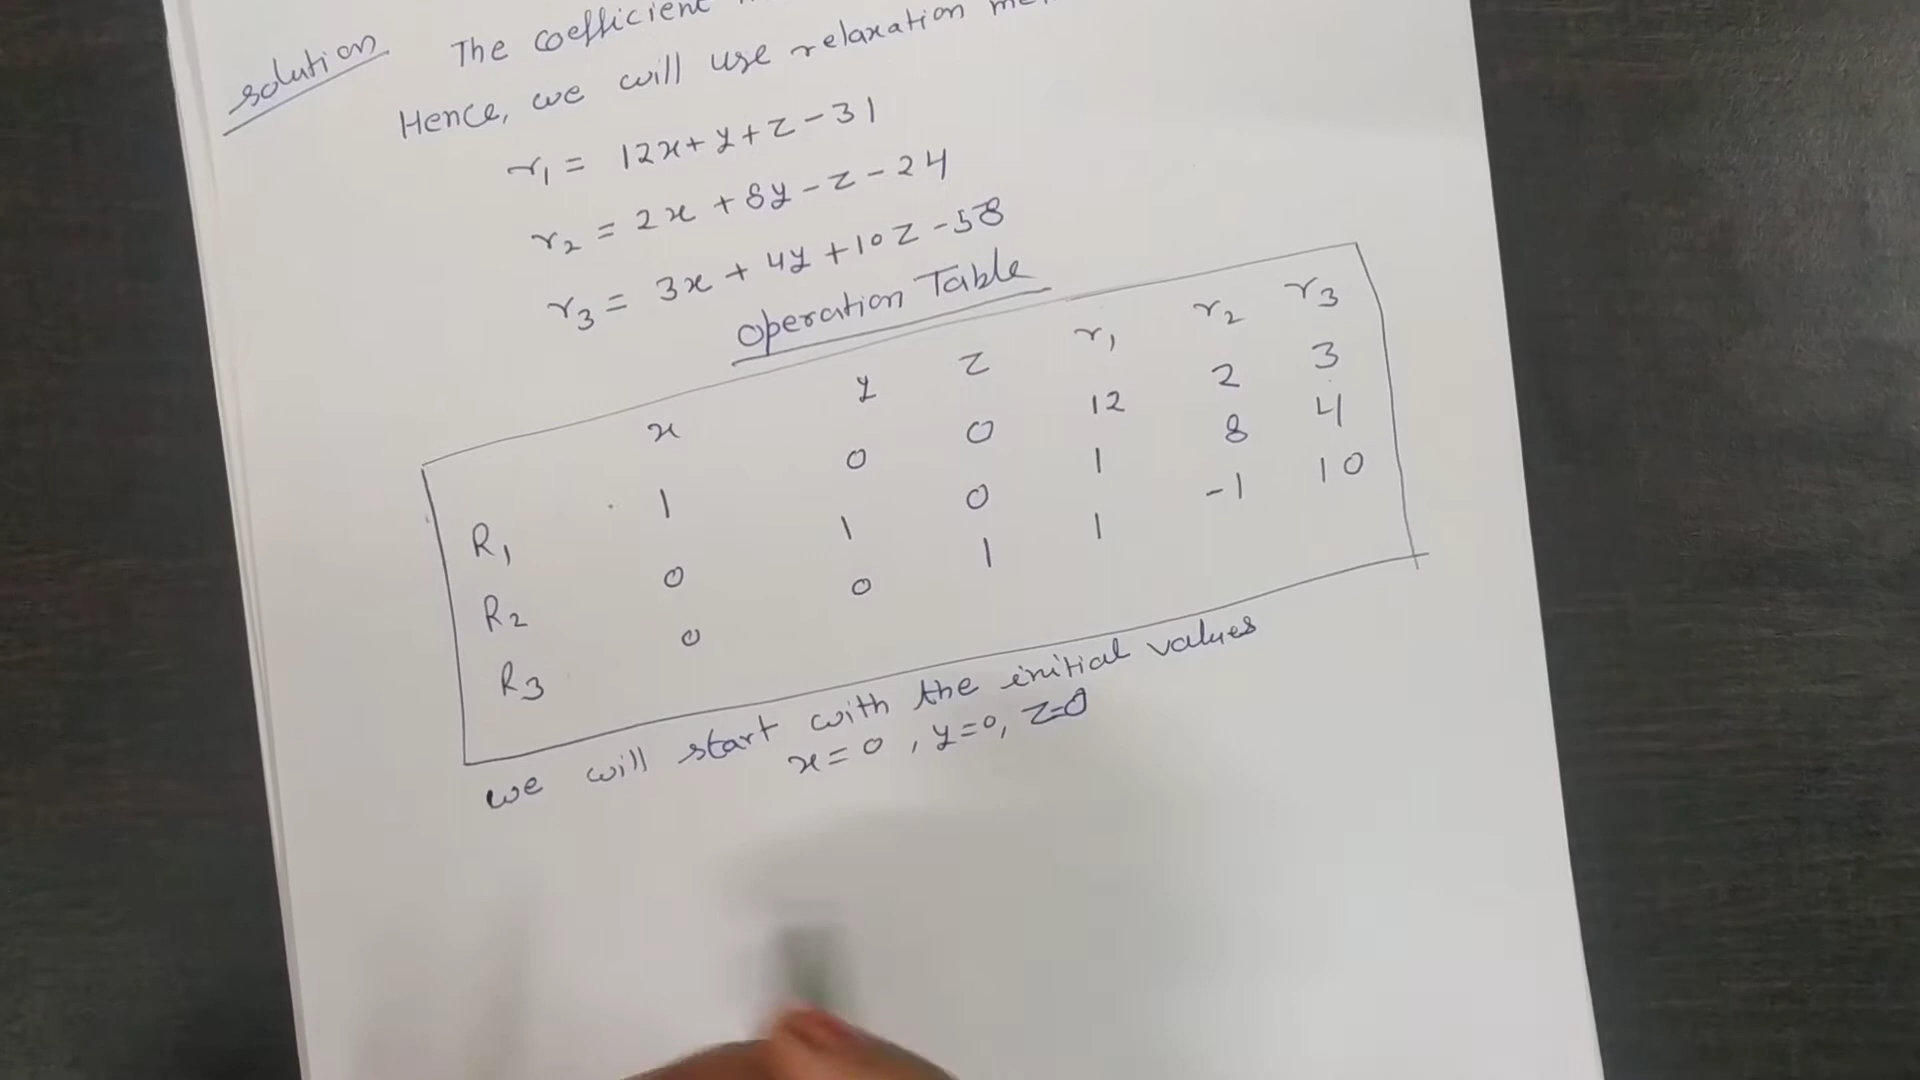 solution The coefficient
Hence, we will use relaxation
r₁ = 12x+y+z-31
r₂ = 2x+8y-z-24
r₃ = 3x+4y+10z-58
operation Table
x y z r₁ r₂ r₃
R₁ 1 0 0 12 2 3
R₂ 0 1 0 1 8 4
R₃ 0 0 1 1 -1 10
we will start with the initial values
x=0, y=0, z=0